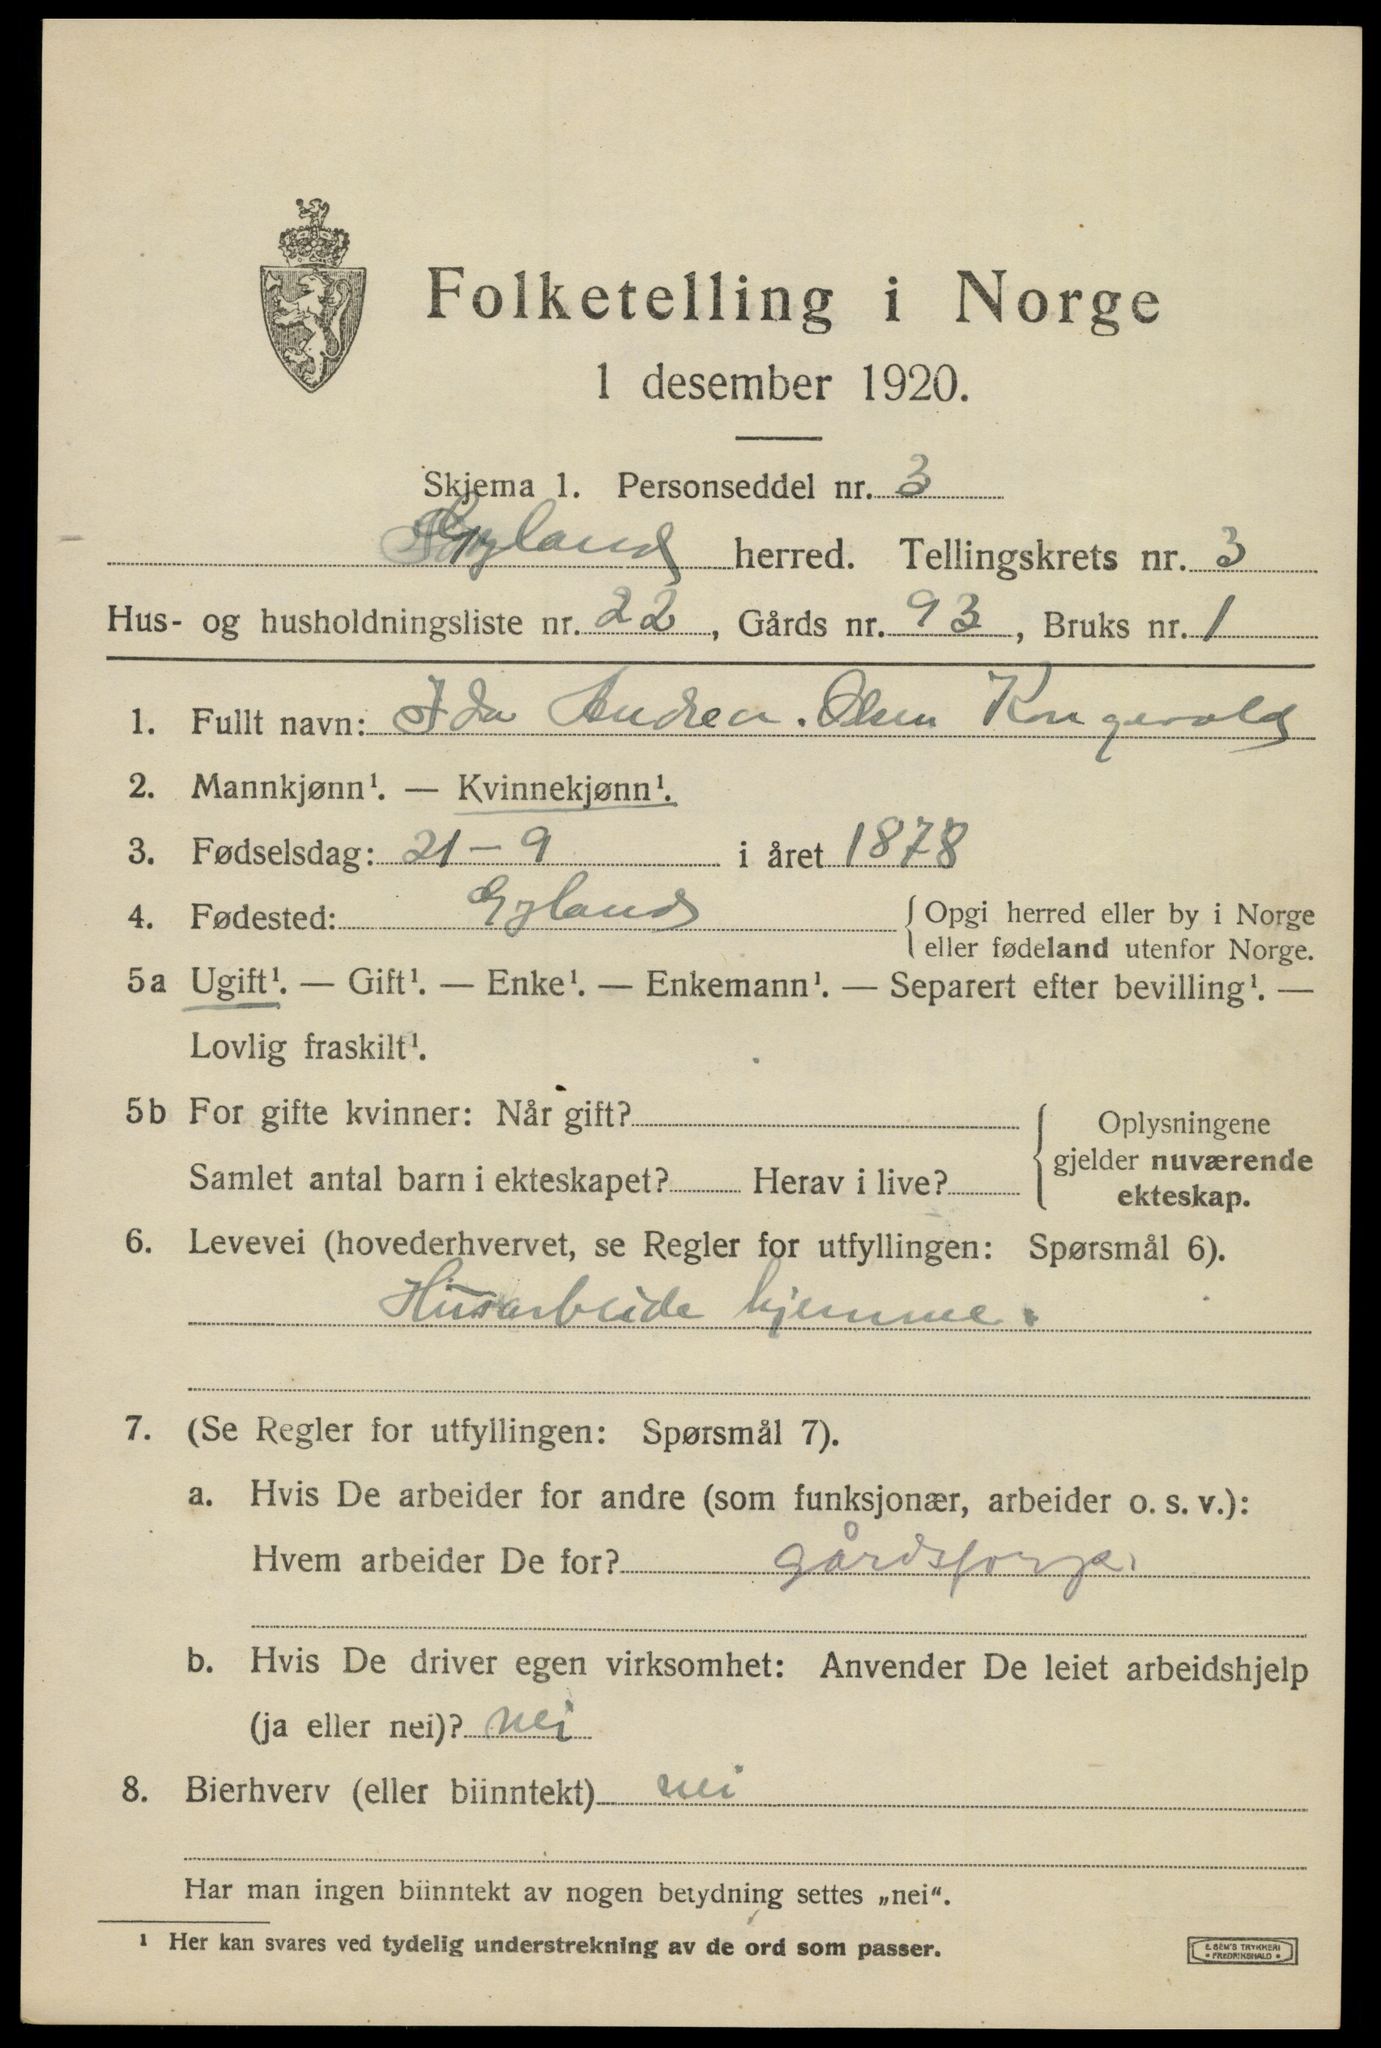 Folketelling i Norge
1 desember 1920.
Skjema 1. Personseddel nr. 3
Gyland herred. Tellingskrets nr. 3
Hus- og husholdningsliste nr. 22, Gårds nr. 93, Bruks nr. 1
1. Fullt navn: Ida Andrea. Olsen Kongevold
2. Mannkjønn¹. — Kvinnekjønn¹.
3. Fødselsdag: 21-9 i året 1878
4. Fødested: Gyland { Opgi herred eller by i Norge
eller fødeland utenfor Norge.
5a Ugift¹. — Gift¹. — Enke¹. — Enkemann¹. — Separert efter bevilling¹. —
Lovlig fraskilt¹.
5b For gifte kvinner: Når gift? { Oplysningene
gjelder nuværende
Samlet antal barn i ekteskapet? Herav i live? ekteskap.
6. Levevei (hovederhvervet, se Regler for utfyllingen: Spørsmål 6).
Husarbeide hjemme.
7. (Se Regler for utfyllingen: Spørsmål 7).
a. Hvis De arbeider for andre (som funksjonær, arbeider o. s. v.):
Hvem arbeider De for?
b. Hvis De driver egen virksomhet: Anvender De leiet arbeidshjelp
(ja eller nei)? nei
8. Bierhverv (eller biinntekt) nei
Har man ingen biinntekt av nogen betydning settes „nei“.
¹ Her kan svares ved tydelig understrekning av de ord som passer.
E. SEM'S TRYKKERI
• FREDRIKSHALD •